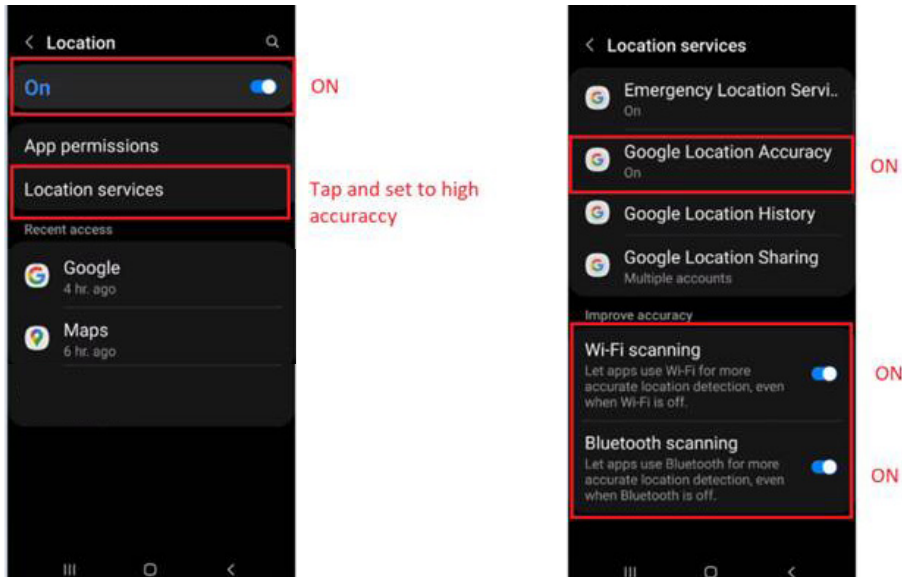 Location
On
ON
App permissions
Location services
Tap and set to high
accuraccy
Recent access
Google
4 hr. ago
Maps
6 hr. ago
Location services
Emergency Location Servi..
On
Google Location Accuracy
On
ON
Google Location History
Google Location Sharing
Multiple accounts
Improve accuracy
Wi-Fi scanning
Let apps use Wi-Fi for more
accurate location detection, even
when Wi-Fi is off.
ON
Bluetooth scanning
Let apps use Bluetooth for more
accurate location detection, even
when Bluetooth is off.
ON